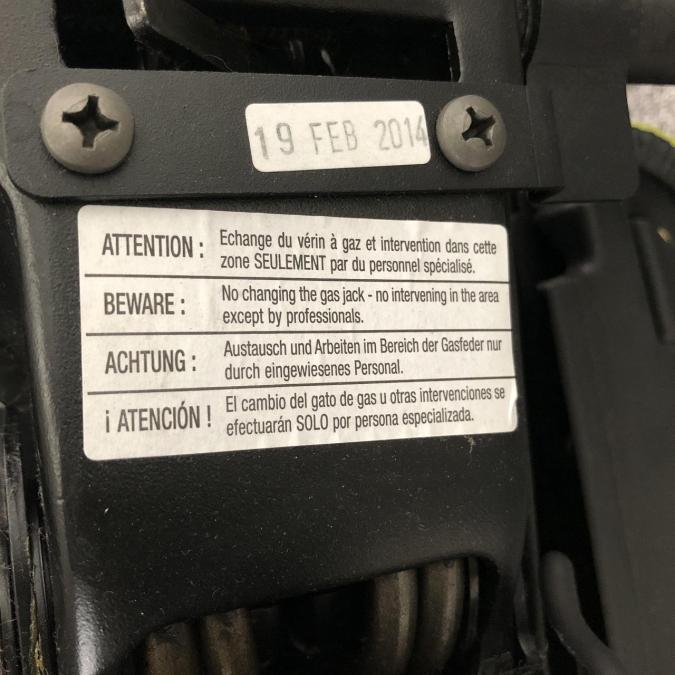 19 FEB 2014
ATTENTION : Echange du vérin à gaz et intervention dans cette
zone SEULEMENT par du personnel spécialisé.
BEWARE : No changing the gas jack - no intervening in the area
except by professionals.
ACHTUNG : Austausch und Arbeiten im Bereich der Gasfeder nur
durch eingewiesenes Personal.
¡ ATENCIÓN ! El cambio del gato de gas u otras intervenciones se
efectuarán SOLO por persona especializada.